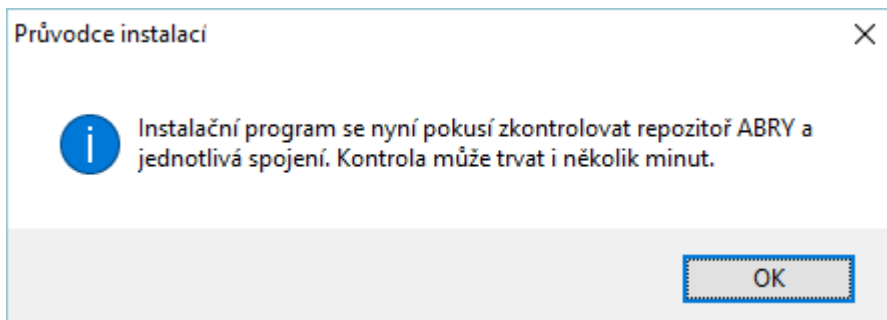 Průvodce instalací
Instalační program se nyní pokusí zkontrolovat repozitoř ABRY a
jednotlivá spojení. Kontrola může trvat i několik minut.
OK